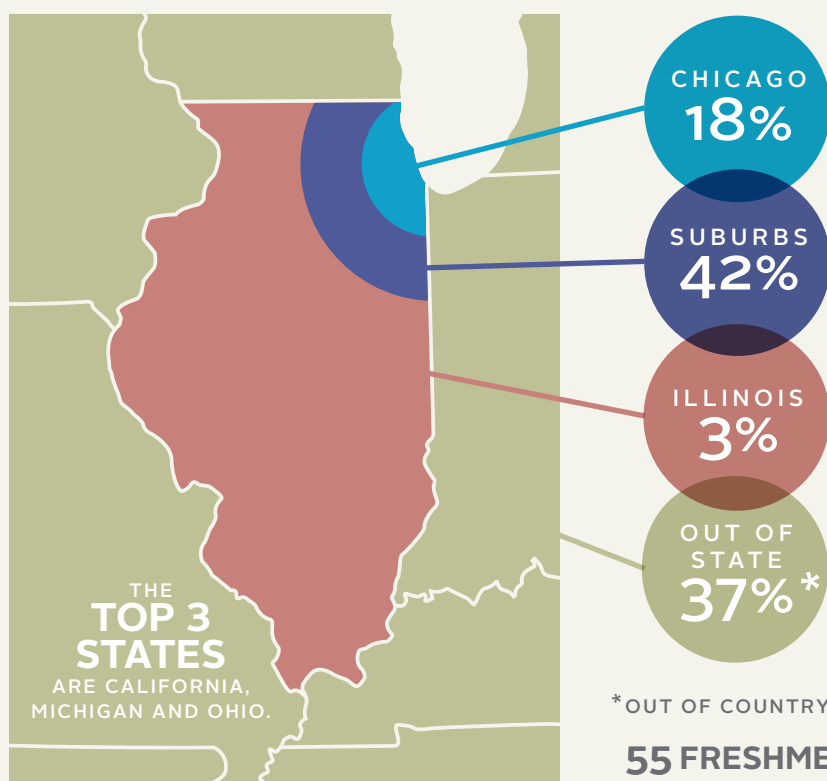 CHICAGO
18%
SUBURBS
42%
ILLINOIS
3%
OUT OF
STATE
37%*
THE
TOP 3
STATES
ARE CALIFORNIA,
MICHIGAN AND OHIO.
*OUT OF COUNTRY
55